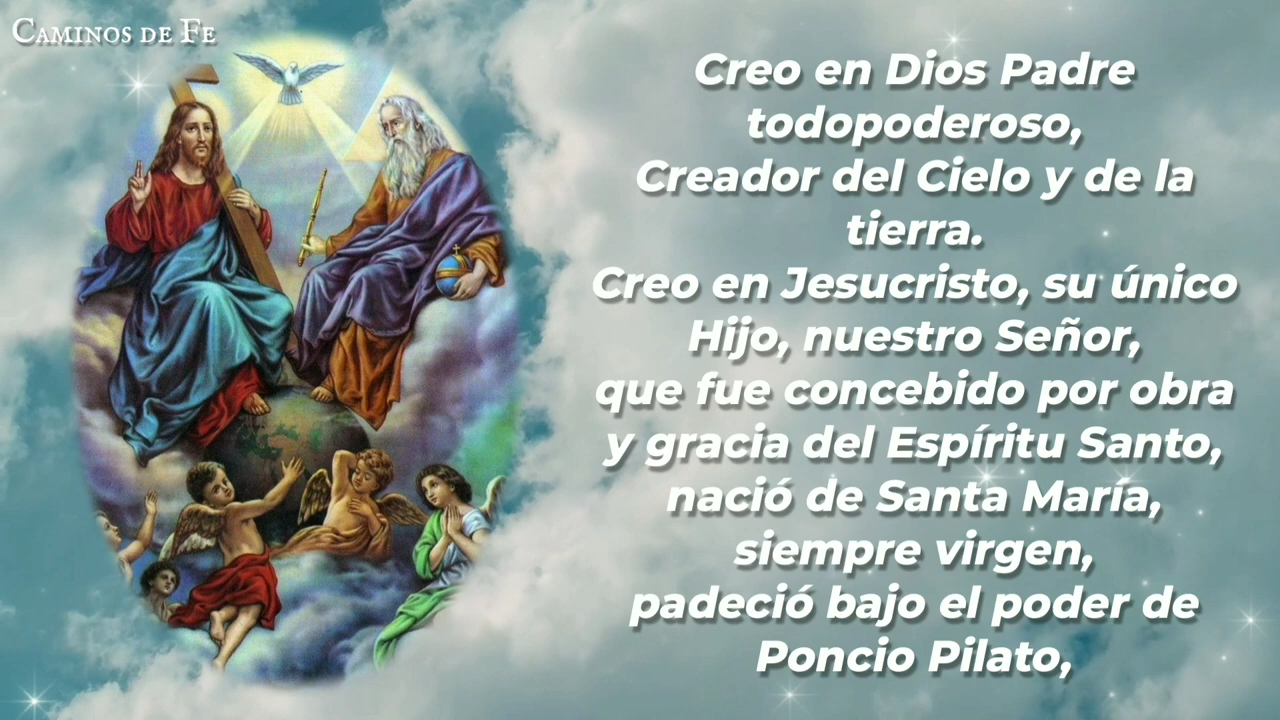 Caminos de Fe
Creo en Dios Padre
todopoderoso,
Creador del Cielo y de la
tierra.
Creo en Jesucristo, su único
Hijo, nuestro Señor,
que fue concebido por obra
y gracia del Espíritu Santo,
nació de Santa María,
siempre virgen,
padeció bajo el poder de
Poncio Pilato,